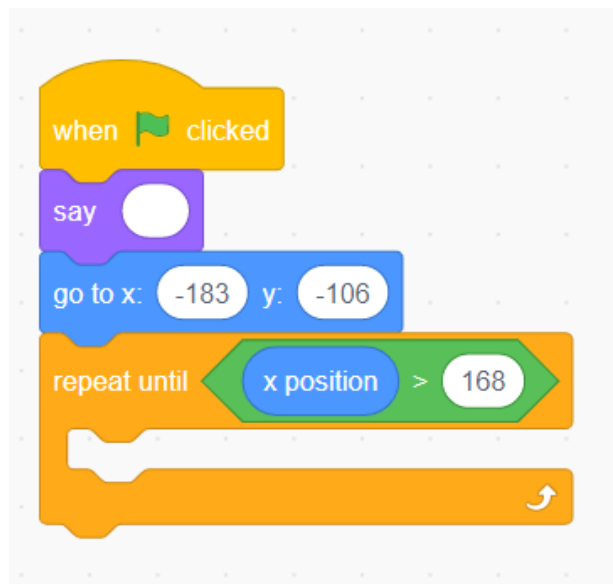 when clicked
say
go to x: -183 y: -106
repeat until x position > 168